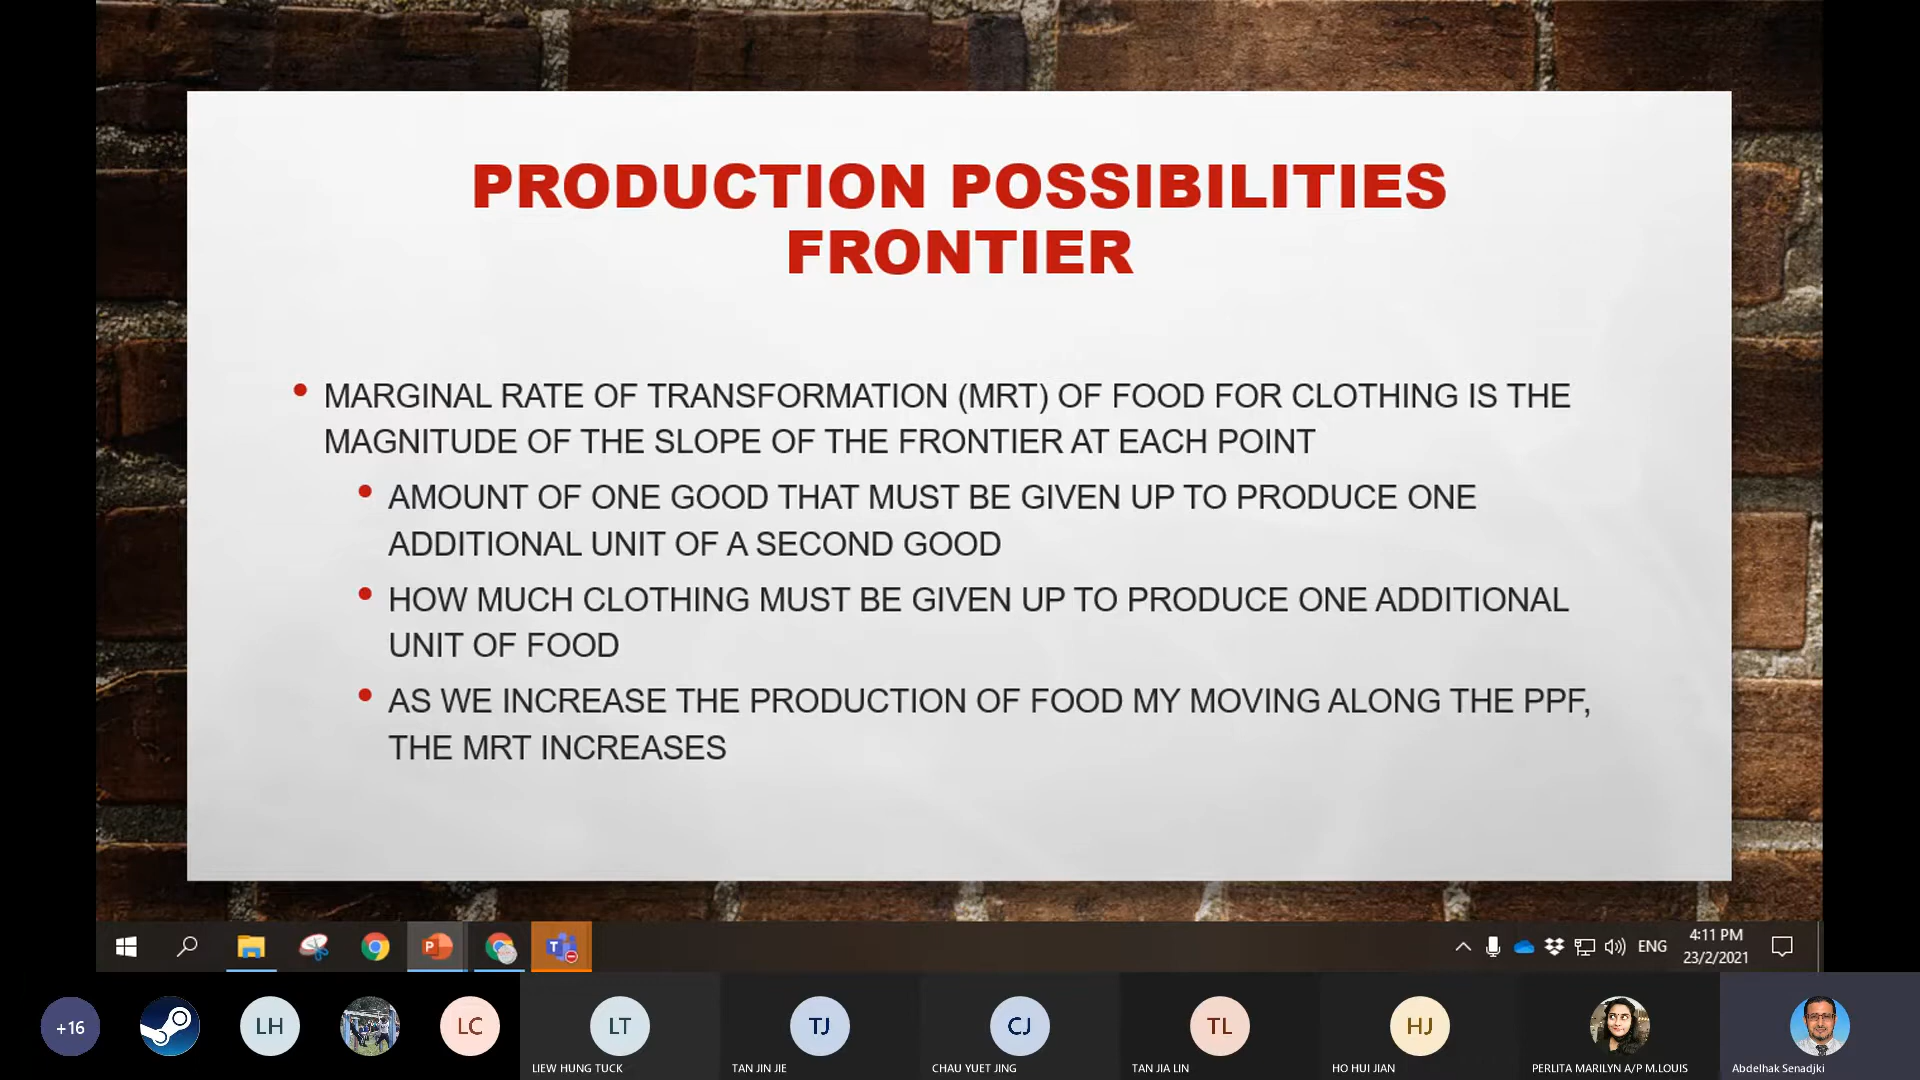 PRODUCTION POSSIBILITIES
FRONTIER
• MARGINAL RATE OF TRANSFORMATION (MRT) OF FOOD FOR CLOTHING IS THE
MAGNITUDE OF THE SLOPE OF THE FRONTIER AT EACH POINT
• AMOUNT OF ONE GOOD THAT MUST BE GIVEN UP TO PRODUCE ONE
ADDITIONAL UNIT OF A SECOND GOOD
• HOW MUCH CLOTHING MUST BE GIVEN UP TO PRODUCE ONE ADDITIONAL
UNIT OF FOOD
• AS WE INCREASE THE PRODUCTION OF FOOD MY MOVING ALONG THE PPF,
THE MRT INCREASES
ENG
4:11 PM
23/2/2021
+16
LH
LC
LT
TJ
CJ
TL
HJ
LIEW HUNG TUCK
TAN JIN JIE
CHAU YUET JING
TAN JIA LIN
HO HUI JIAN
PERLITA MARILYN A/P M.LOUIS
Abdelhak Senadjki